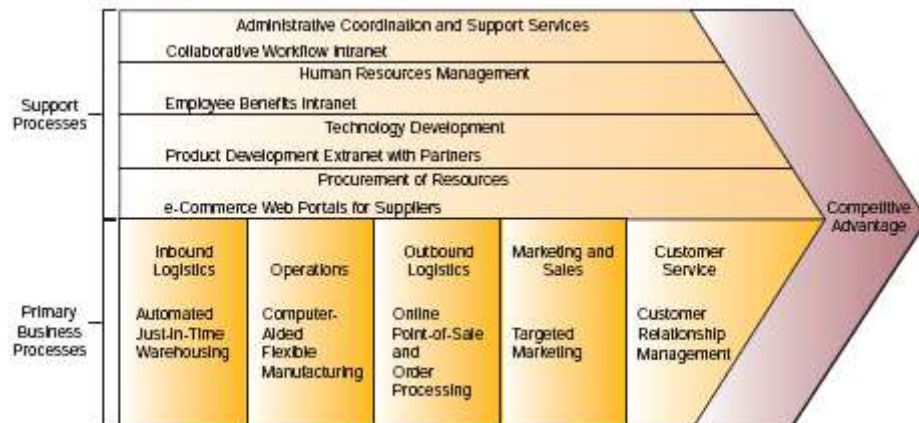 Administrative Coordination and Support Services
Collaborative Workflow Intranet
Human Resources Management
Employee Benefits Intranet
Technology Development
Product Development Extranet with Partners
Procurement of Resources
e-Commerce Web Portals for Suppliers
Support
Processes
Competitive
Advantage
Primary
Business
Processes
Inbound
Logistics
Automated
Just-in-Time
Warehousing
Operations
Computer-
Aided
Flexible
Manufacturing
Outbound
Logistics
Online
Point-of-Sale
and
Order
Processing
Marketing and
Sales
Targeted
Marketing
Customer
Service
Customer
Relationship
Management